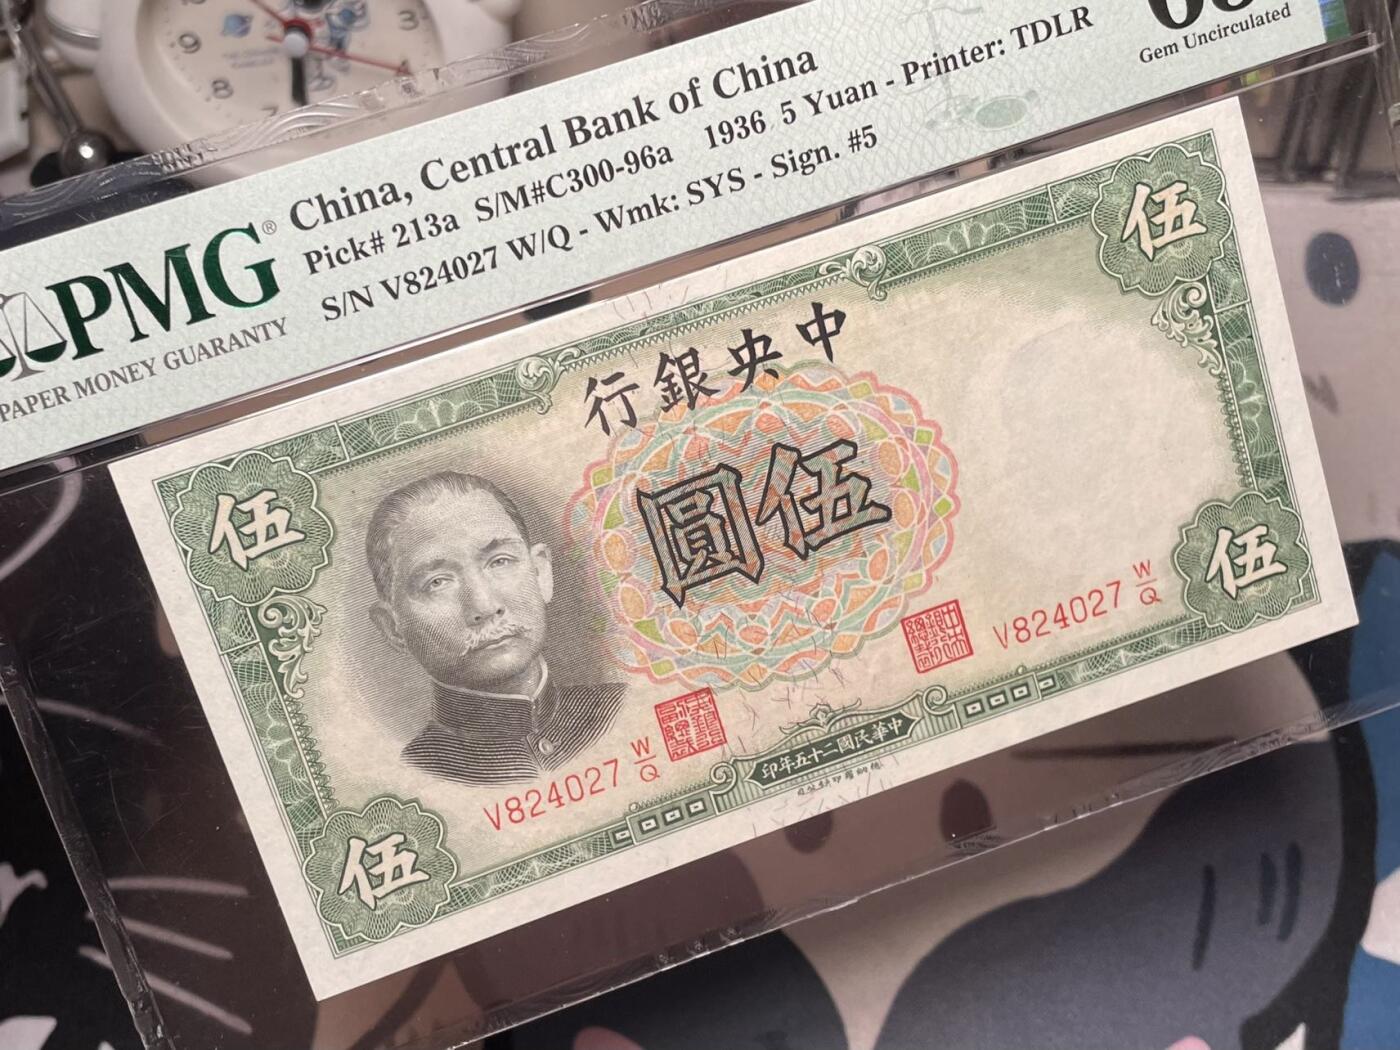 Gem Uncirculated
China, Central Bank of China
Pick# 213a S/M#C300-96a 1936 5 Yuan - Printer: TDLR
S/N V824027 W/Q - Wmk: SYS - Sign. #5
PMG®
PAPER MONEY GUARANTY
伍
伍
中央銀行
伍圓
V824027 W/Q
V824027 W/Q
伍
伍
中華民國二十五年印